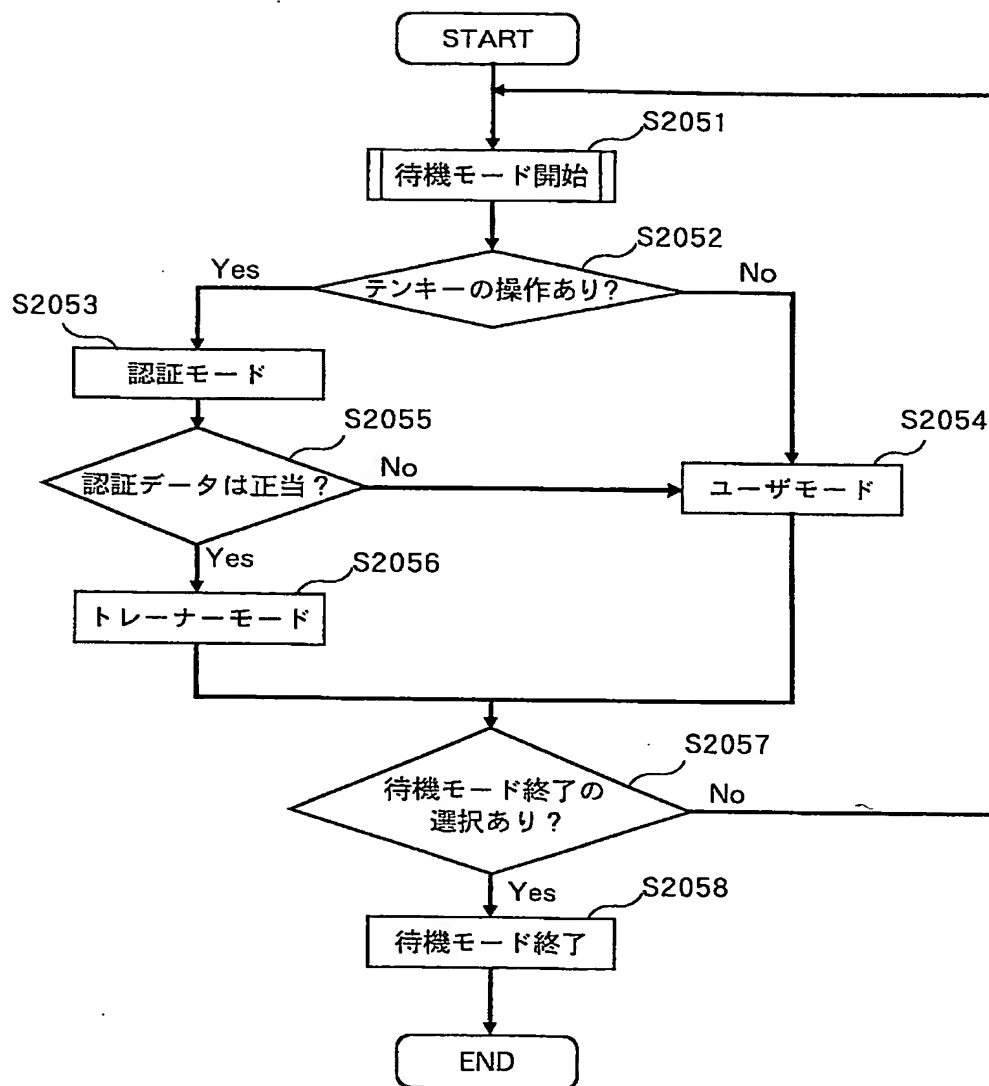 START
S2051
待機モード開始
S2052
Yes
テンキーの操作あり?
No
S2053
認証モード
S2055
認証データは正当?
No
S2054
ユーザモード
Yes
S2056
トレーナーモード
S2057
待機モード終了の
選択あり?
No
Yes
S2058
待機モード終了
END